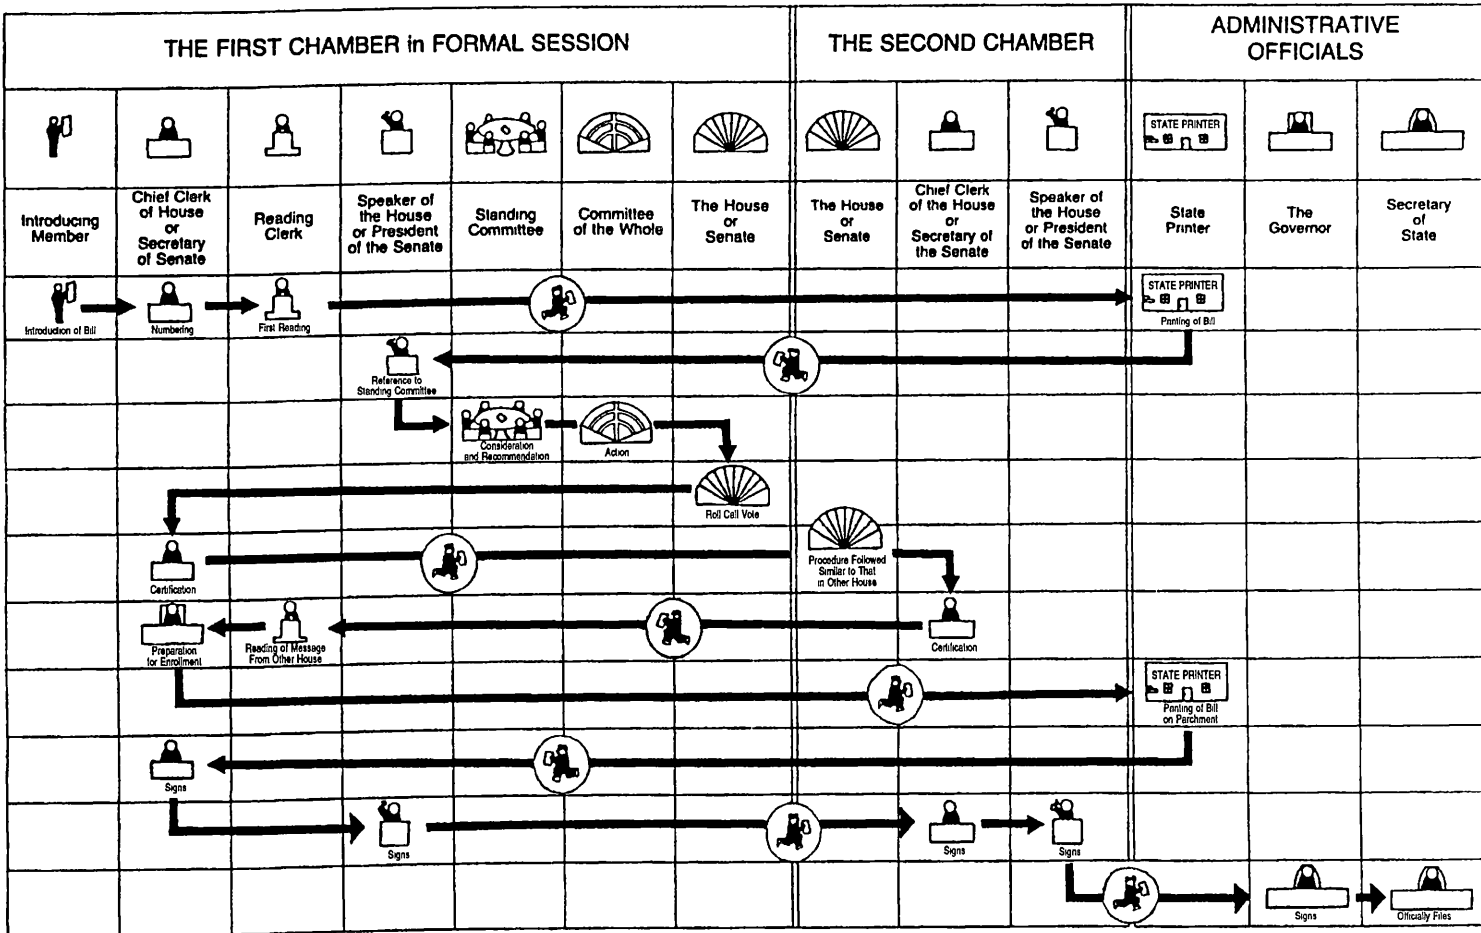 THE FIRST CHAMBER in FORMAL SESSION
THE SECOND CHAMBER
ADMINISTRATIVE
OFFICIALS
STATE PRINTER
Introducing
Member
Chief Clerk
of House
or
Secretary
of Senate
Reading
Clerk
Speaker of
the House
or President
of the Senate
Standing
Committee
Committee
of the Whole
The House
or
Senate
The House
or
Senate
Chief Clerk
of the House
or
Secretary of
the Senate
Speaker of
the House
or President
of the Senate
State
Printer
The
Governor
Secretary
of
State
Introduction of Bill
Numbering
First Reading
STATE PRINTER
Printing of Bill
Reference to
Standing Committee
Consideration
and Recommendation
Action
Roll Call Vote
Certification
Procedure Followed
Similar to That
in Other House
Preparation
for Enrollment
Reading of Message
From Other House
Certification
STATE PRINTER
Printing of Bill
on Parchment
Signs
Signs
Signs
Signs
Signs
Officially Files